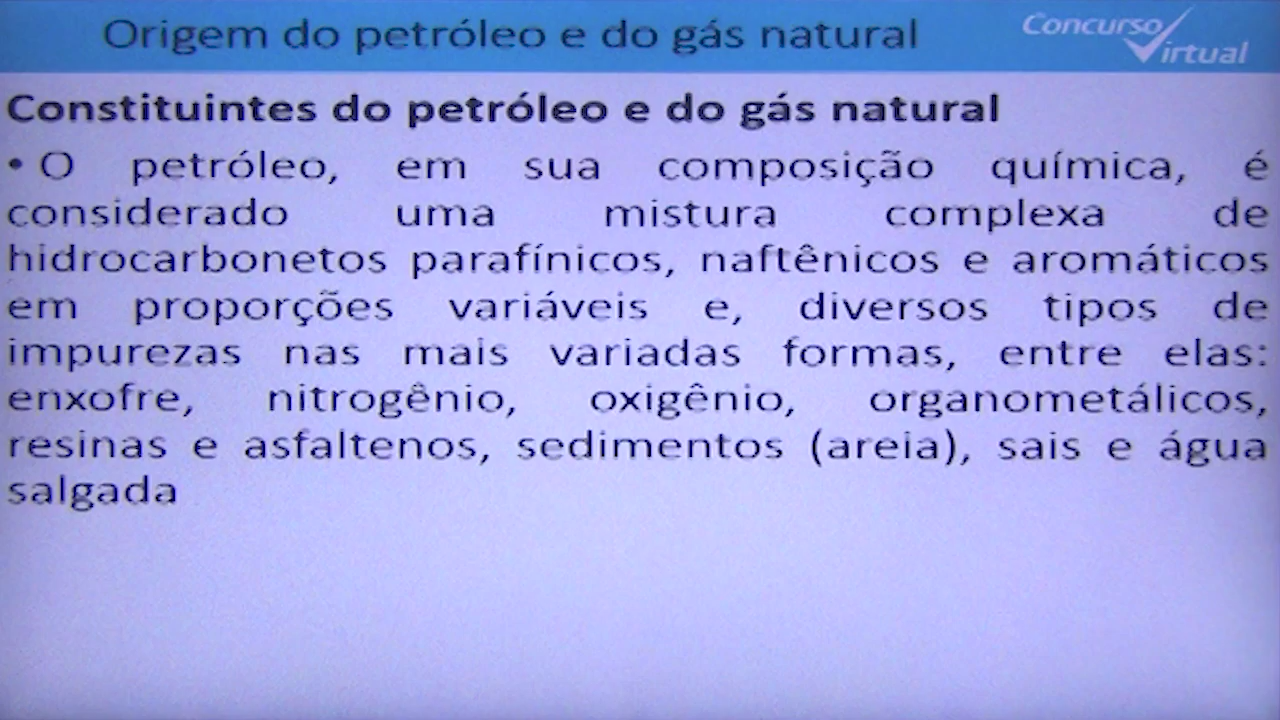 Origem do petróleo e do gás natural
Concurso
Virtual
Constituintes do petróleo e do gás natural
• O petróleo, em sua composição química, é
considerado uma mistura complexa de
hidrocarbonetos parafínicos, naftênicos e aromáticos
em proporções variáveis e, diversos tipos de
impurezas nas mais variadas formas, entre elas:
enxofre, nitrogênio, oxigênio, organometálicos,
resinas e asfaltenos, sedimentos (areia), sais e água
salgada